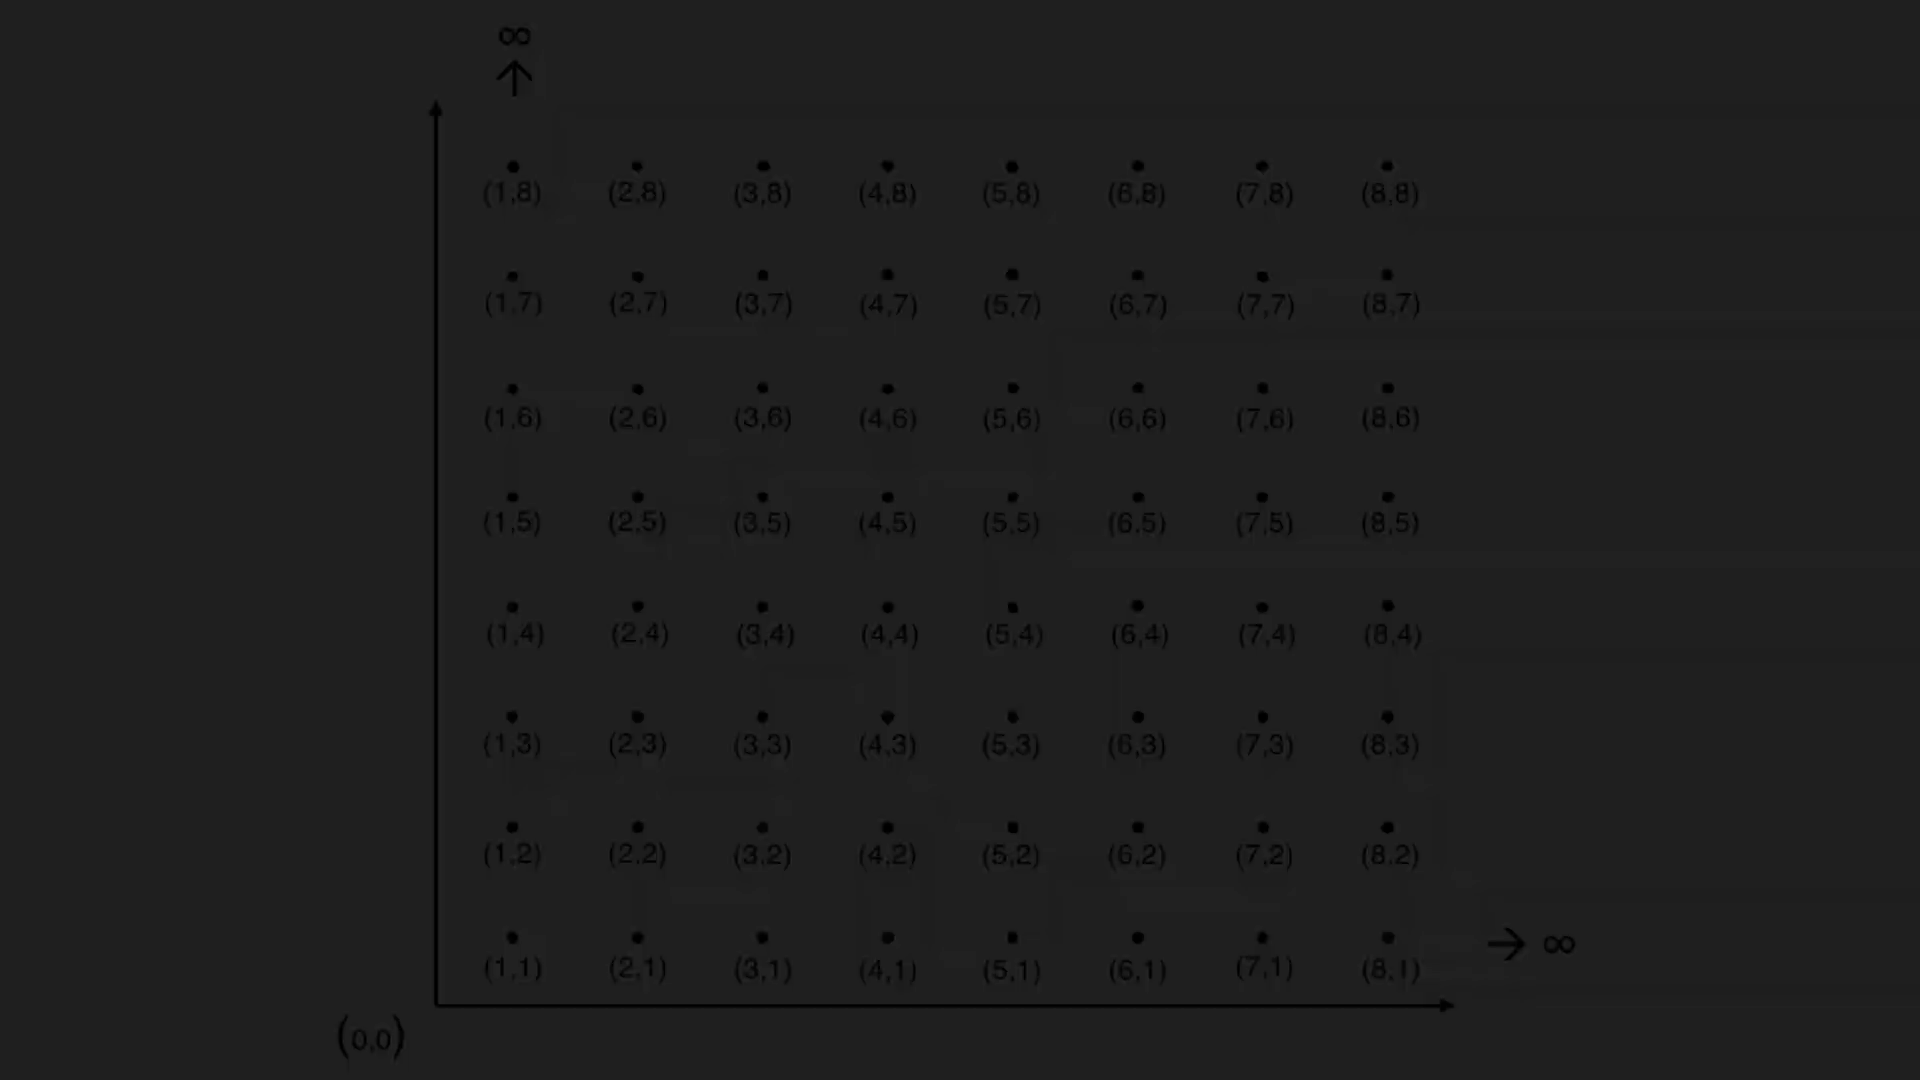 ∞
↑
(1,8) (2,8) (3,8) (4,8) (5,8) (6,8) (7,8) (8,8)
(1,7) (2,7) (3,7) (4,7) (5,7) (6,7) (7,7) (8,7)
(1,6) (2,6) (3,6) (4,6) (5,6) (6,6) (7,6) (8,6)
(1,5) (2,5) (3,5) (4,5) (5,5) (6,5) (7,5) (8,5)
(1,4) (2,4) (3,4) (4,4) (5,4) (6,4) (7,4) (8,4)
(1,3) (2,3) (3,3) (4,3) (5,3) (6,3) (7,3) (8,3)
(1,2) (2,2) (3,2) (4,2) (5,2) (6,2) (7,2) (8,2)
→ ∞
(1,1) (2,1) (3,1) (4,1) (5,1) (6,1) (7,1) (8,1)
(0,0)